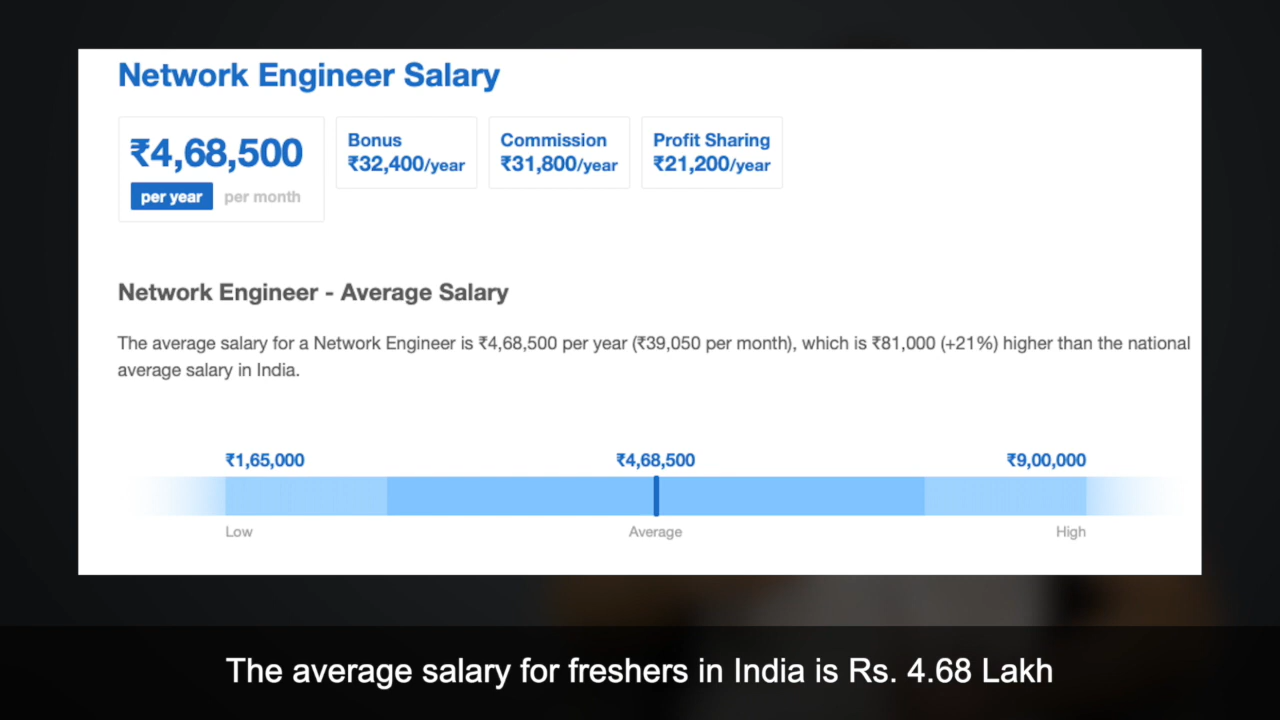 Network Engineer Salary
₹4,68,500
per year per month
Bonus
₹32,400/year
Commission
₹31,800/year
Profit Sharing
₹21,200/year
Network Engineer - Average Salary
The average salary for a Network Engineer is ₹4,68,500 per year (₹39,050 per month), which is ₹81,000 (+21%) higher than the national
average salary in India.
₹1,65,000 ₹4,68,500 ₹9,00,000
Low Average High
The average salary for freshers in India is Rs. 4.68 Lakh